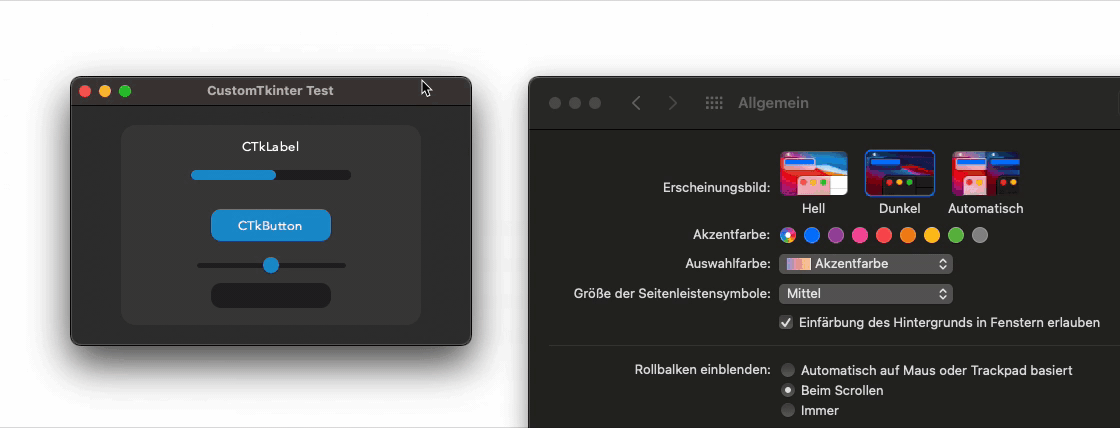 CustomTkinter Test
CTkLabel
CTkButton
Allgemein
Erscheinungsbild:
Hell Dunkel Automatisch
Akzentfarbe:
Auswahlfarbe: Akzentfarbe
Größe der Seitenleistensymbole: Mittel
Einfärbung des Hintergrunds in Fenstern erlauben
Rollbalken einblenden: Automatisch auf Maus oder Trackpad basiert
Beim Scrollen
Immer